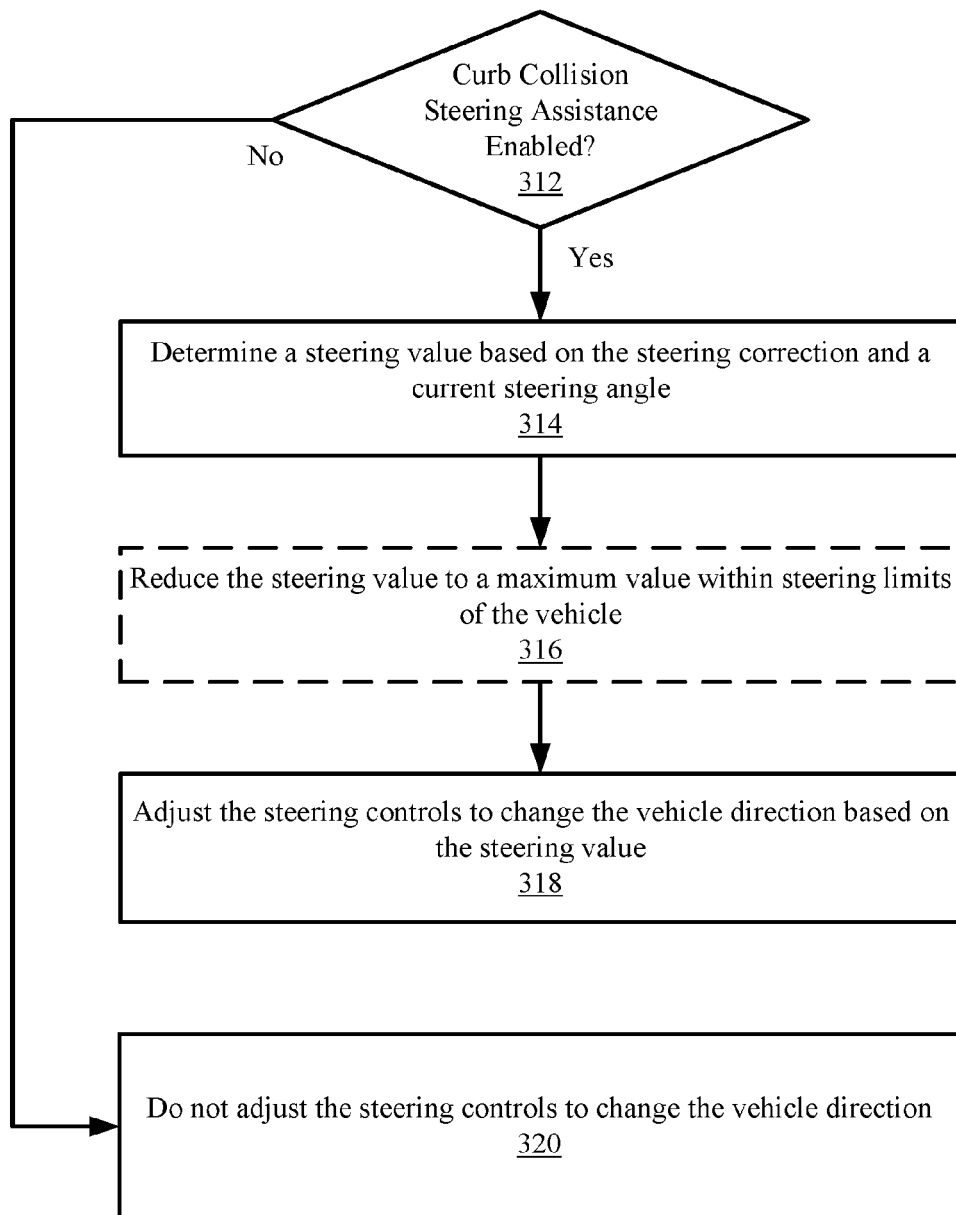 Curb Collision
Steering Assistance
Enabled?
312
No
Yes
Determine a steering value based on the steering correction and a
current steering angle
314
Reduce the steering value to a maximum value within steering limits
of the vehicle
316
Adjust the steering controls to change the vehicle direction based on
the steering value
318
Do not adjust the steering controls to change the vehicle direction
320